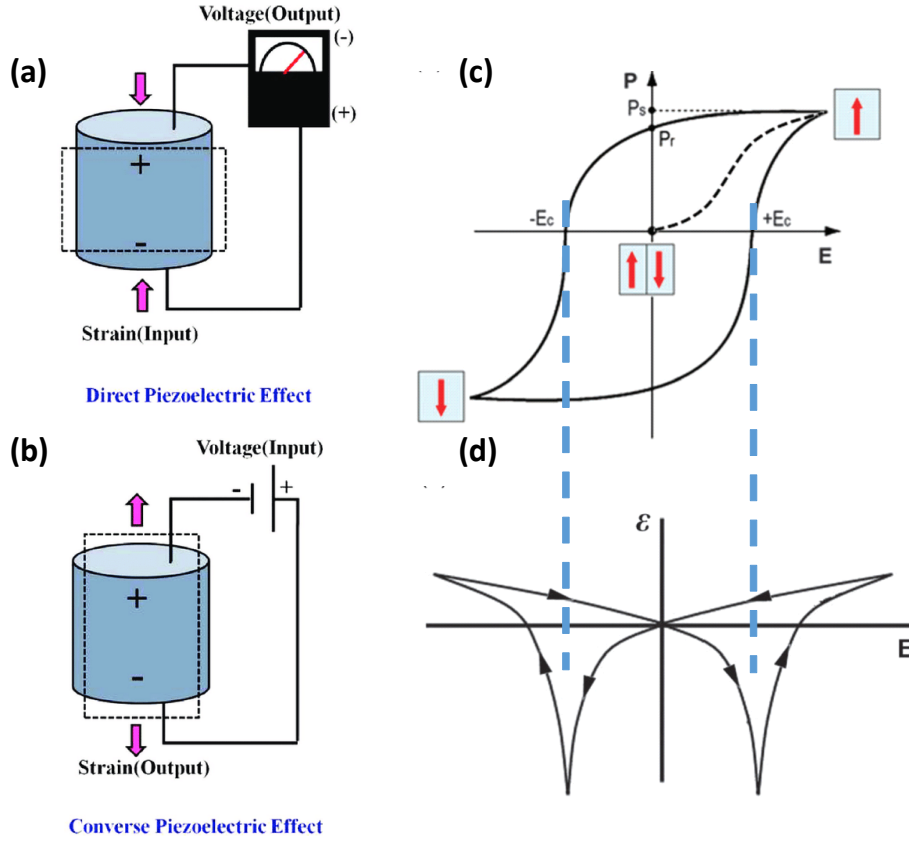 (a)
Voltage(Output)
(-)
(+)
+
-
Strain(Input)
Direct Piezoelectric Effect
(b)
Voltage(Input)
-
+
+
-
Strain(Output)
Converse Piezoelectric Effect
(c)
P
Ps
Pr
-Ec
+Ec
E
(d)
ε
E